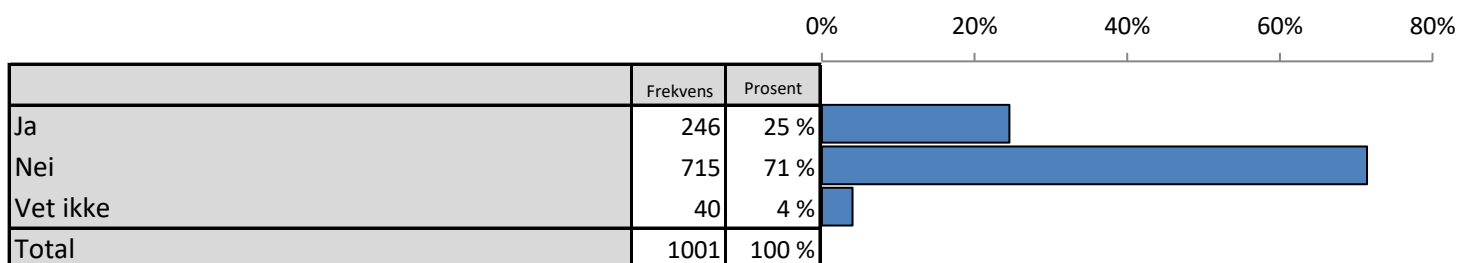 0% 20% 40% 60% 80%
Frekvens Prosent
Ja 246 25 %
Nei 715 71 %
Vet ikke 40 4 %
Total 1001 100 %